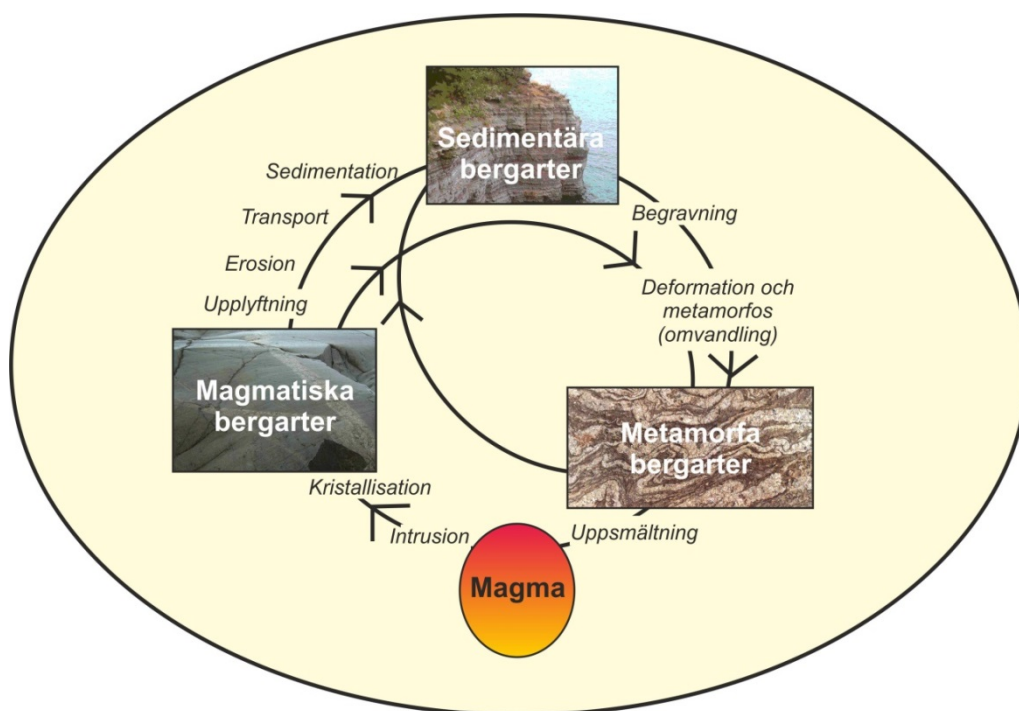 Sedimentära
bergarter
Sedimentation
Transport
Erosion
Upplyftning
Begravning
Deformation och
metamorfos
(omvandling)
Magmatiska
bergarter
Metamorfa
bergarter
Kristallisation
Intrusion
Uppsmältning
Magma